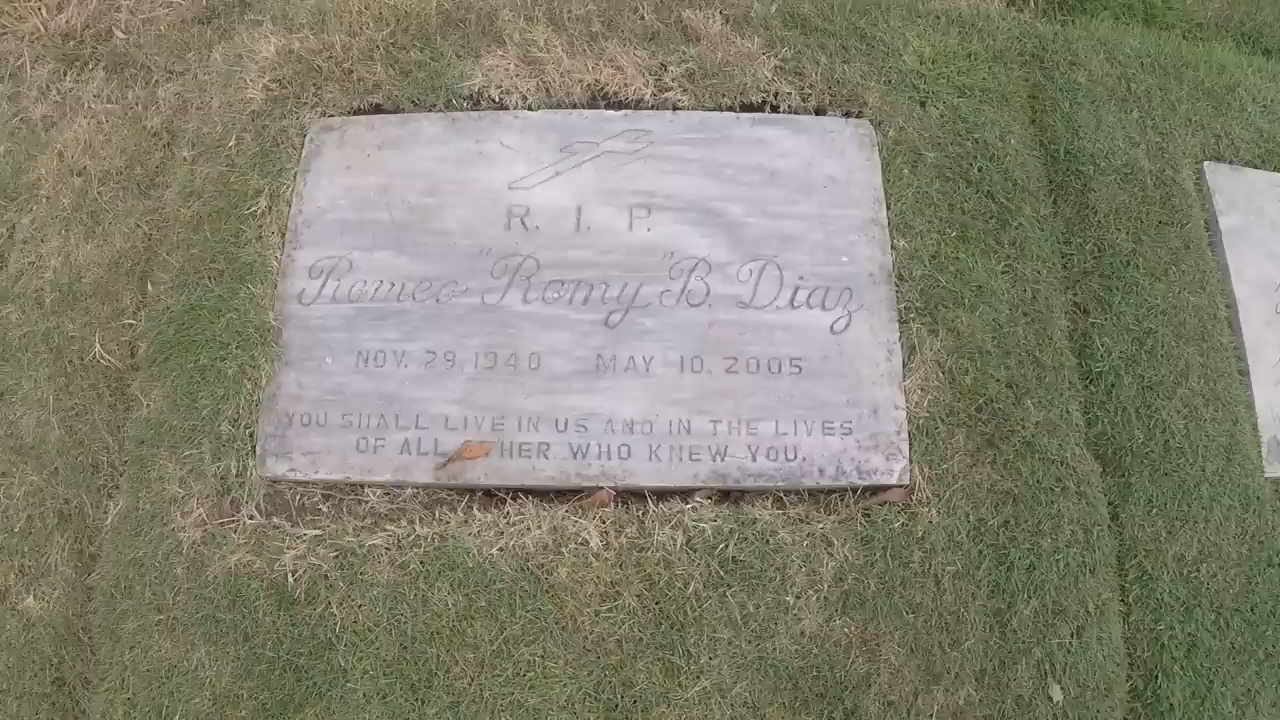 R. I. P.
Romeo "Romy" B. Diaz
NOV. 29, 1940 MAY 10, 2005
YOU SHALL LIVE IN US AND IN THE LIVES
OF ALL HER WHO KNEW YOU.